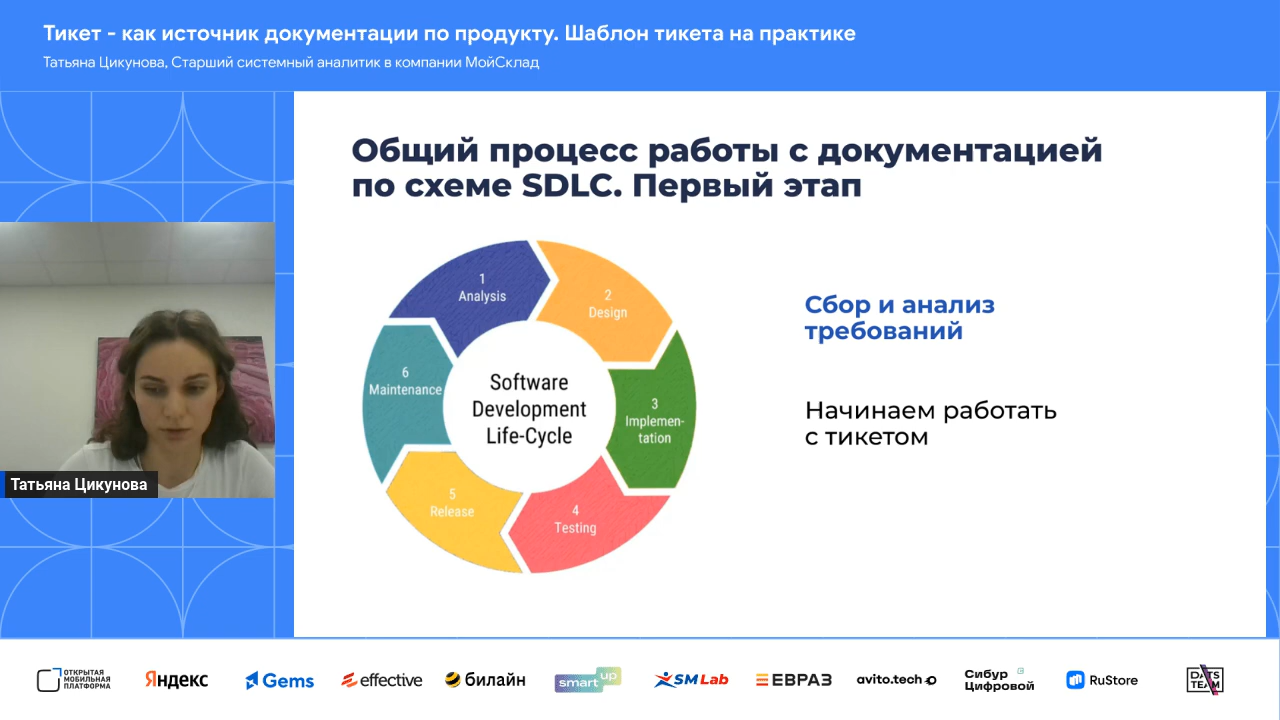 Тикет - как источник документации по продукту. Шаблон тикета на практике
Татьяна Цикунова, Старший системный аналитик в компании МойСклад
Общий процесс работы с документацией
по схеме SDLC. Первый этап
1
Analysis
2
Design
3
Implemen-
tation
4
Testing
5
Release
6
Maintenance
Software
Development
Life-Cycle
Сбор и анализ
требований
Начинаем работать
с тикетом
Татьяна Цикунова
ОТКРЫТАЯ
МОБИЛЬНАЯ
ПЛАТФОРМА
Яндекс
Gems
effective
билайн
smart up
SM Lab
ЕВРАЗ
avito.tech
Сибур
Цифровой
RuStore
DATS
TEAM